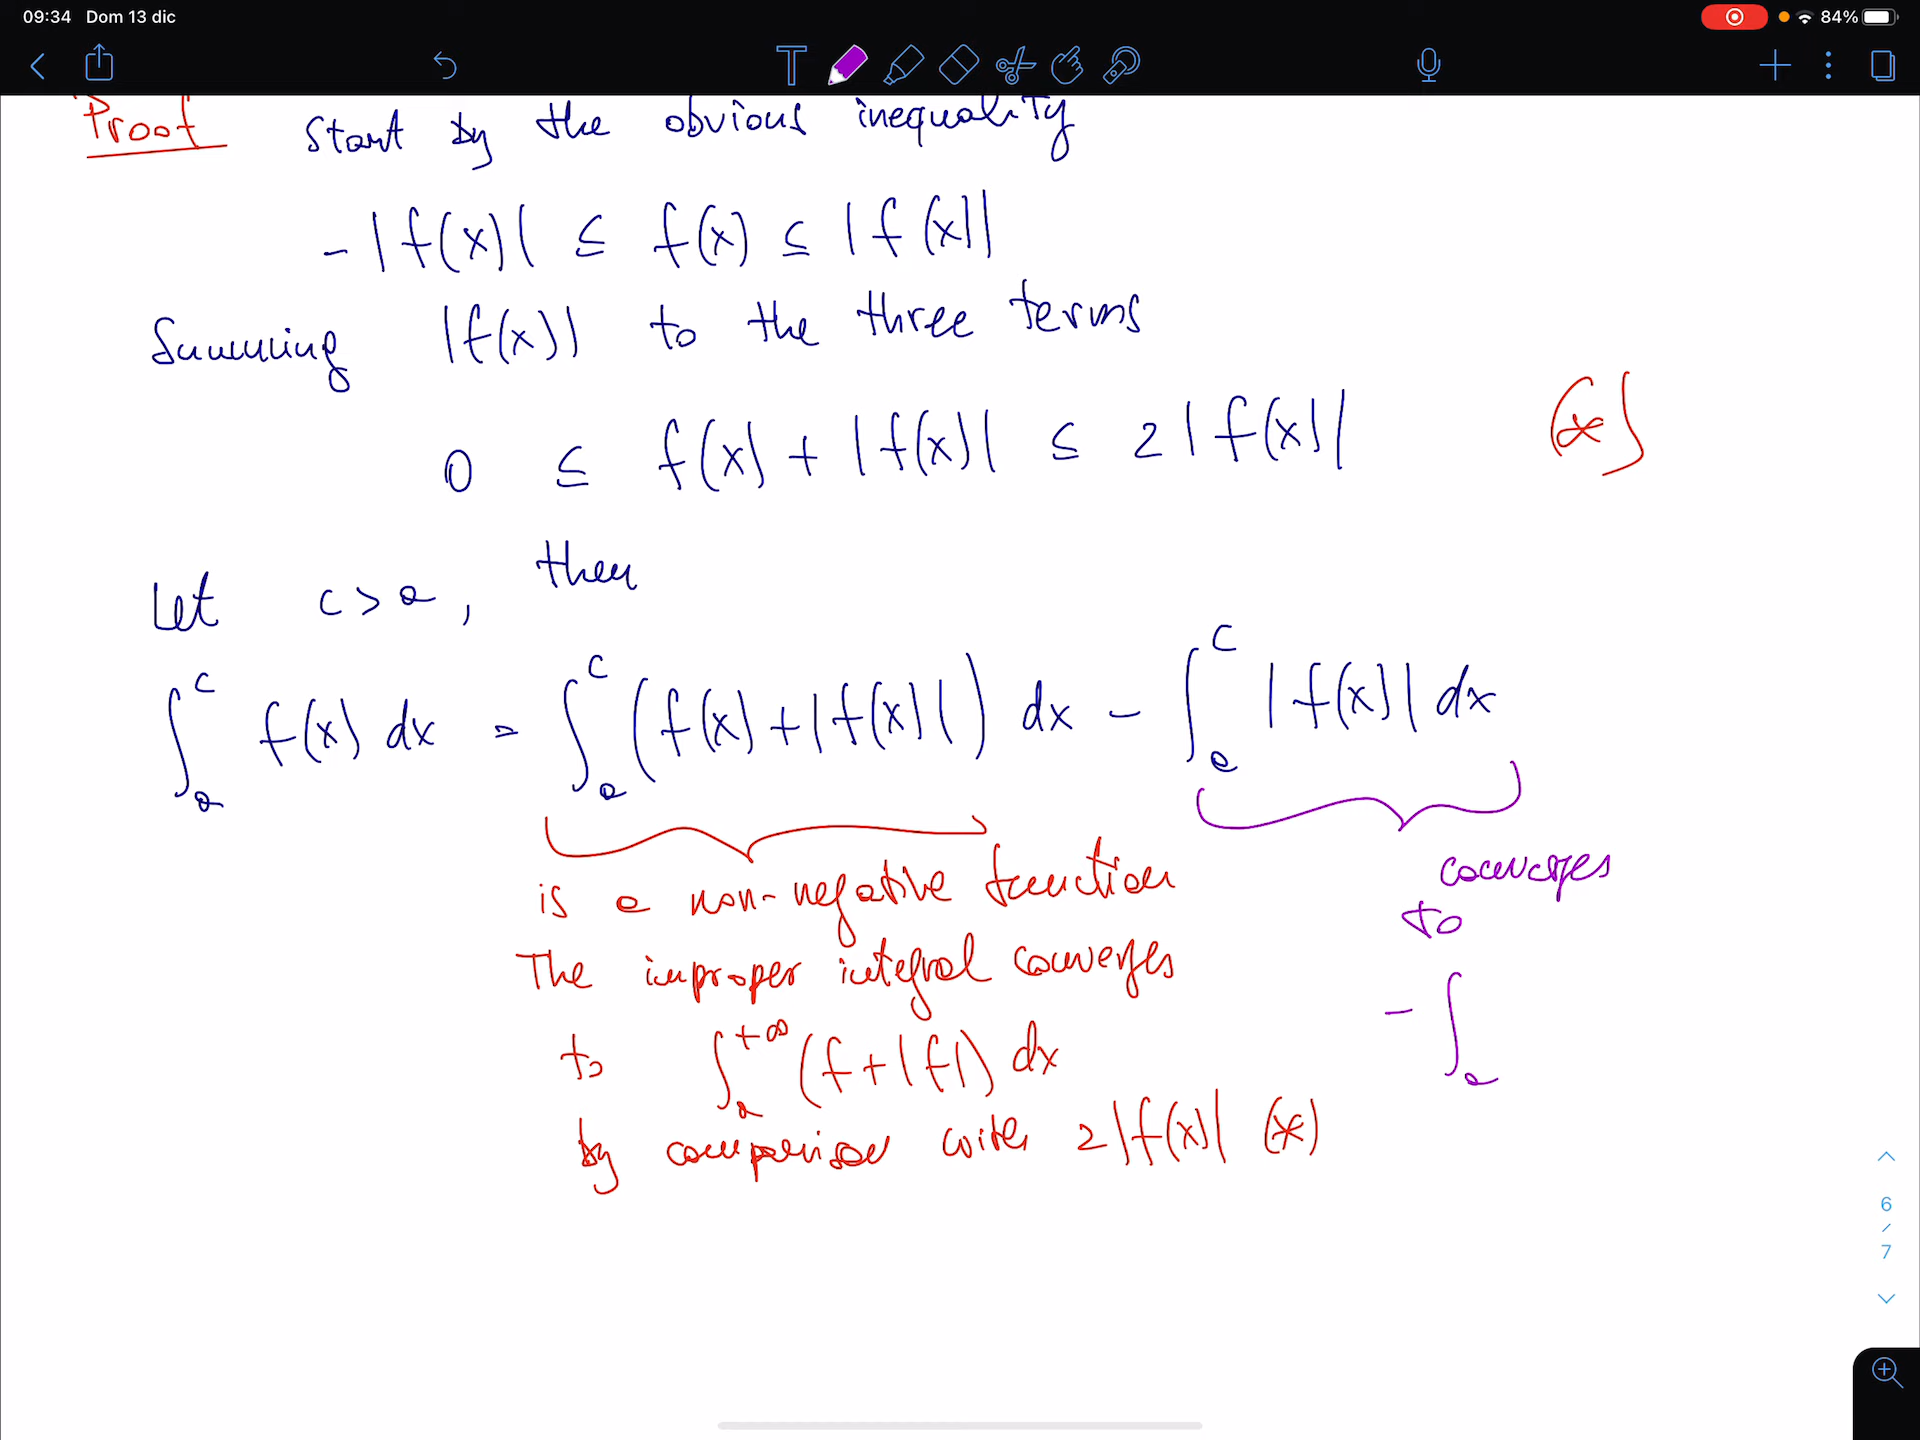 09:34 Dom 13 dic 84%
Proof Start by the obvious inequality
-|f(x)| ≤ f(x) ≤ |f(x)|
Summing |f(x)| to the three terms
0 ≤ f(x) + |f(x)| ≤ 2|f(x)| (*)
Let c > a, then
∫_a^c f(x) dx = ∫_a^c (f(x) + |f(x)|) dx - ∫_a^c |f(x)| dx
is a non-negative function
The improper integral converges
to ∫_a^{+∞} (f + |f|) dx
by comparison with 2|f(x)| (*)
converges
to
- ∫_a
6
/
7